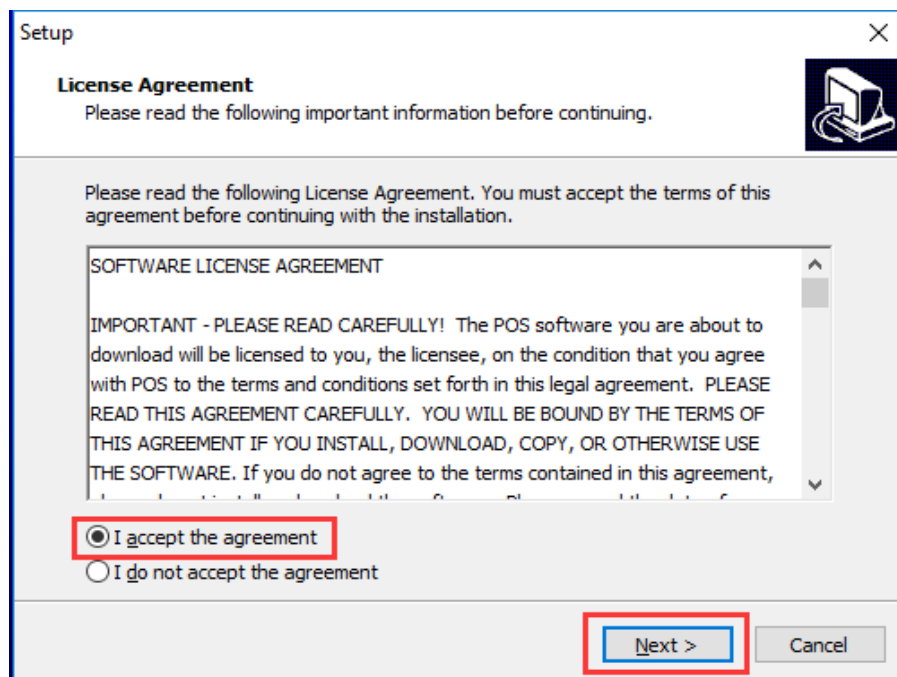 Setup
License Agreement
Please read the following important information before continuing.
Please read the following License Agreement. You must accept the terms of this
agreement before continuing with the installation.
SOFTWARE LICENSE AGREEMENT
IMPORTANT - PLEASE READ CAREFULLY!  The POS software you are about to
download will be licensed to you, the licensee, on the condition that you agree
with POS to the terms and conditions set forth in this legal agreement.  PLEASE
READ THIS AGREEMENT CAREFULLY.  YOU WILL BE BOUND BY THE TERMS OF
THIS AGREEMENT IF YOU INSTALL, DOWNLOAD, COPY, OR OTHERWISE USE
THE SOFTWARE. If you do not agree to the terms contained in this agreement,
I accept the agreement
I do not accept the agreement
Next >
Cancel